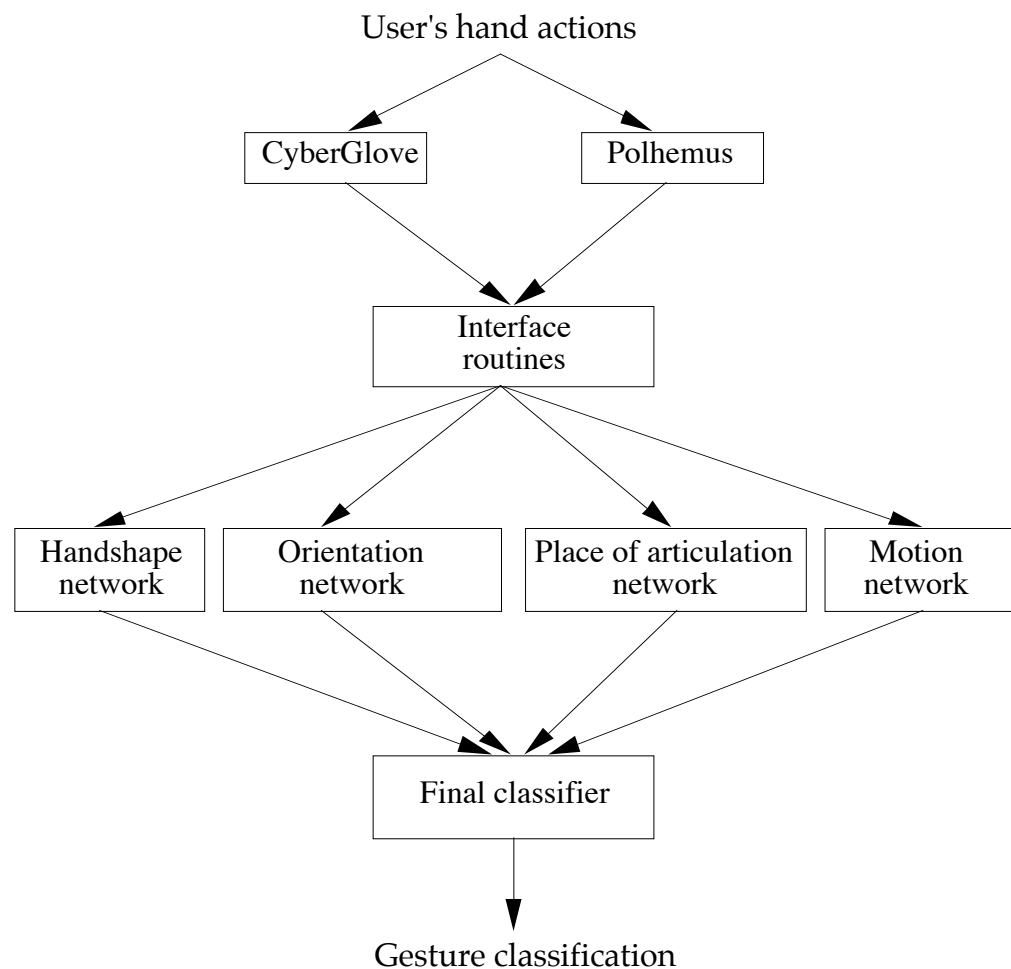 User's hand actions
CyberGlove
Polhemus
Interface
routines
Handshape
network
Orientation
network
Place of articulation
network
Motion
network
Final classifier
Gesture classification